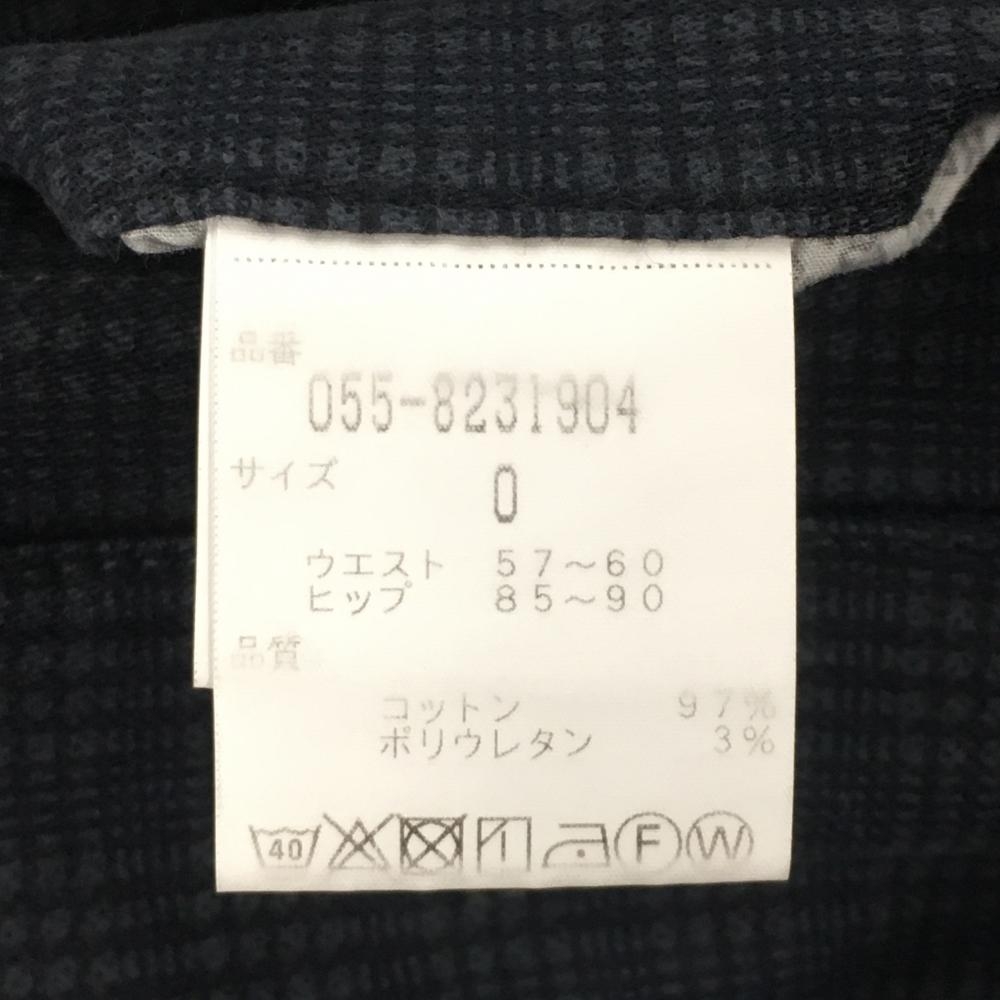 品番
055-8231904
サイズ
0
ウエスト 57〜60
ヒップ 85〜90
品質
コットン 97%
ポリウレタン 3%
40 F W